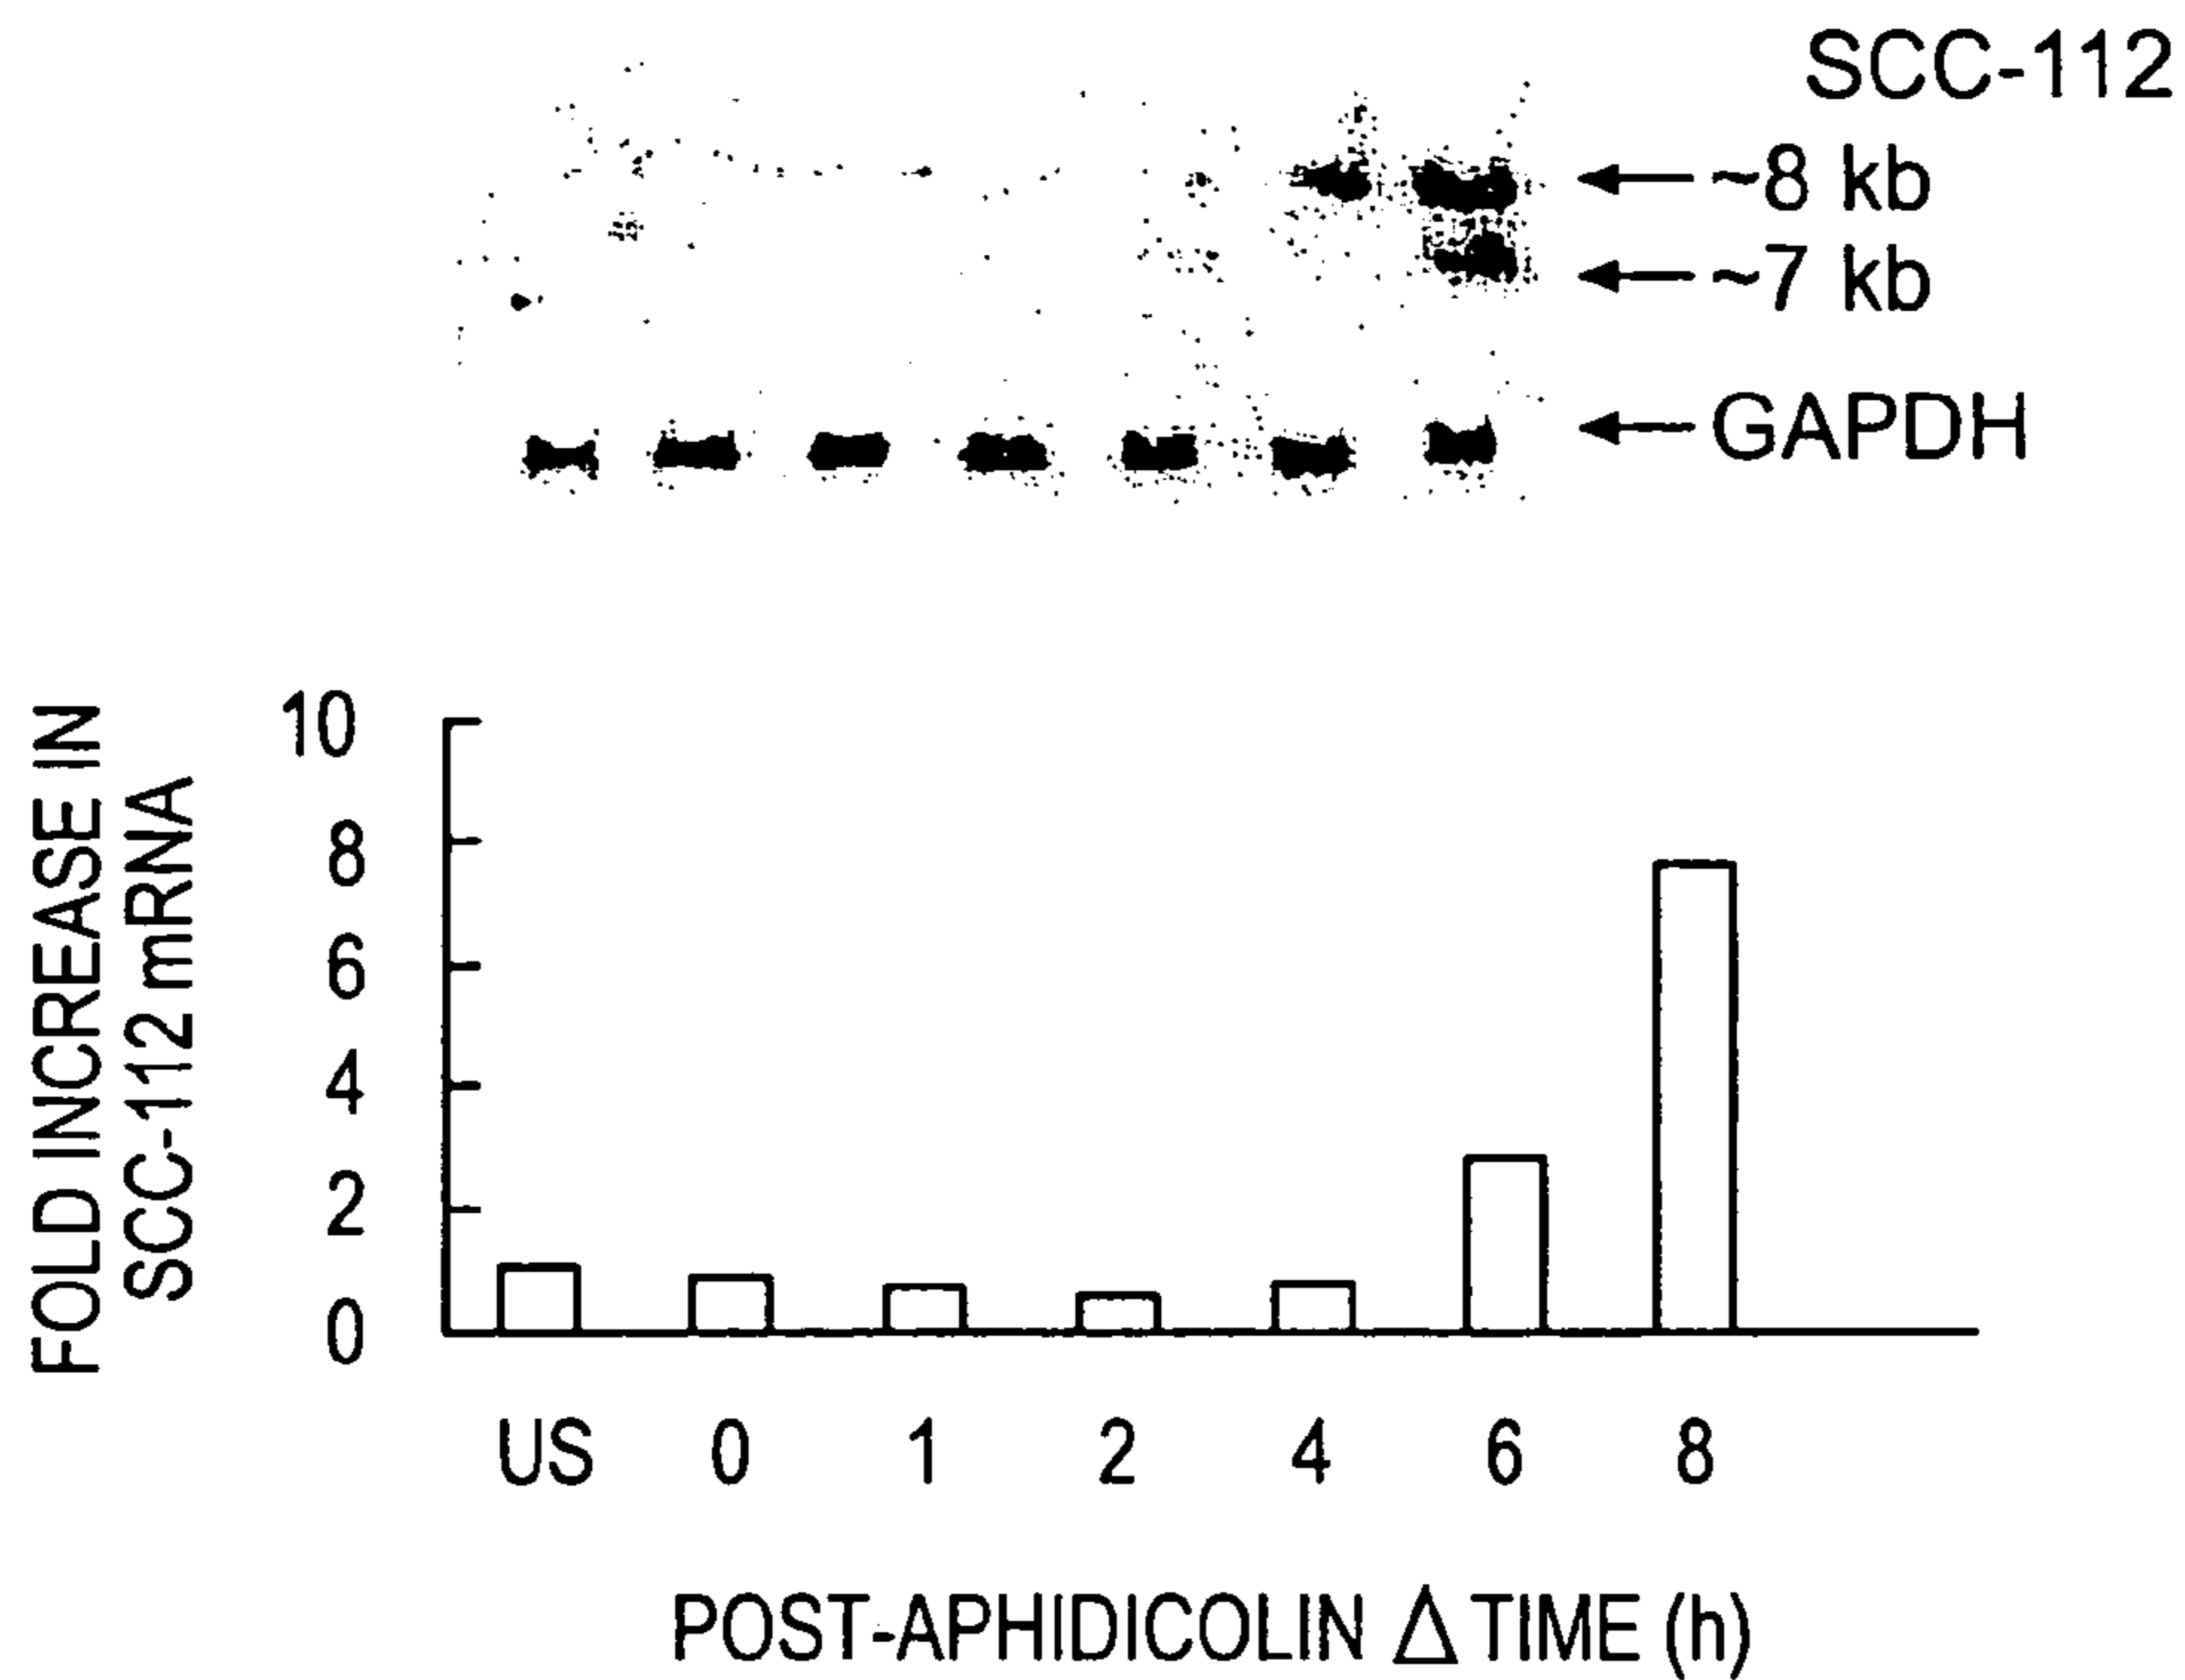 SCC-112
~8 kb
~7 kb
GAPDH
FOLD INCREASE IN
SCC-112 mRNA
10
8
6
4
2
0
US 0 1 2 4 6 8
POST-APHIDICOLIN Δ TIME (h)